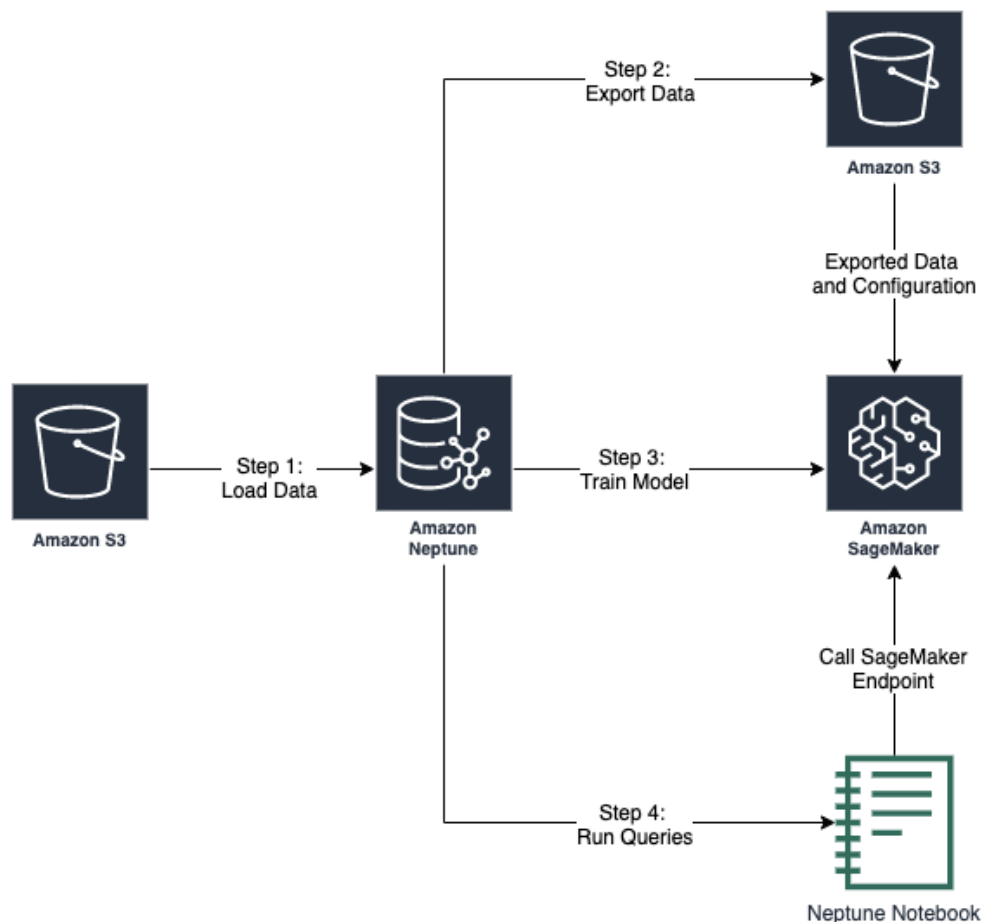 Step 2:
Export Data
Amazon S3
Exported Data
and Configuration
Amazon S3
Step 1:
Load Data
Amazon
Neptune
Step 3:
Train Model
Amazon
SageMaker
Call SageMaker
Endpoint
Step 4:
Run Queries
Neptune Notebook